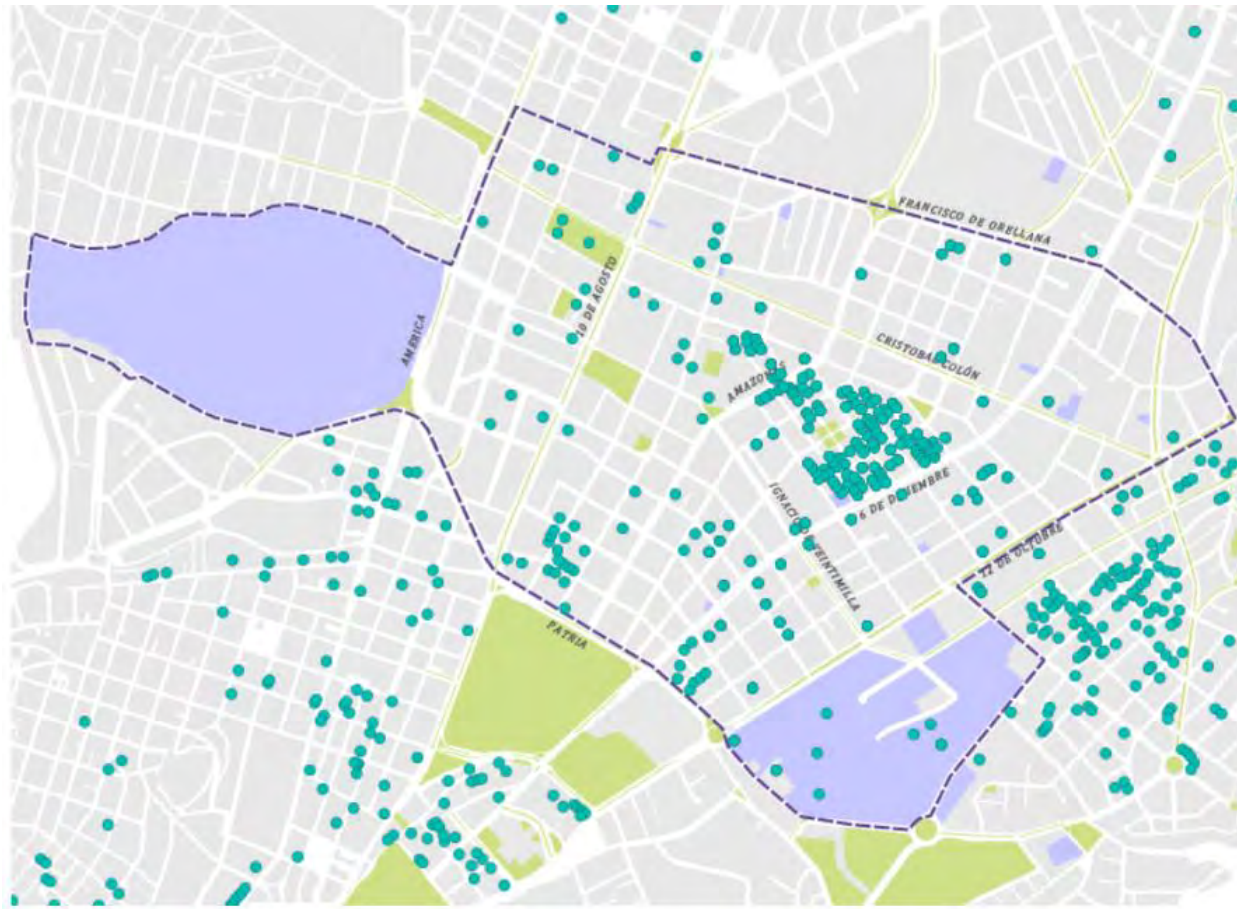 FRANCISCO DE ORELLANA
10 DE AGOSTO
AMERICA
CRISTOBAL COLÓN
AMAZONAS
6 DE DICIEMBRE
IGNACIO DE VEINTIMILLA
12 DE OCTUBRE
PATRIA